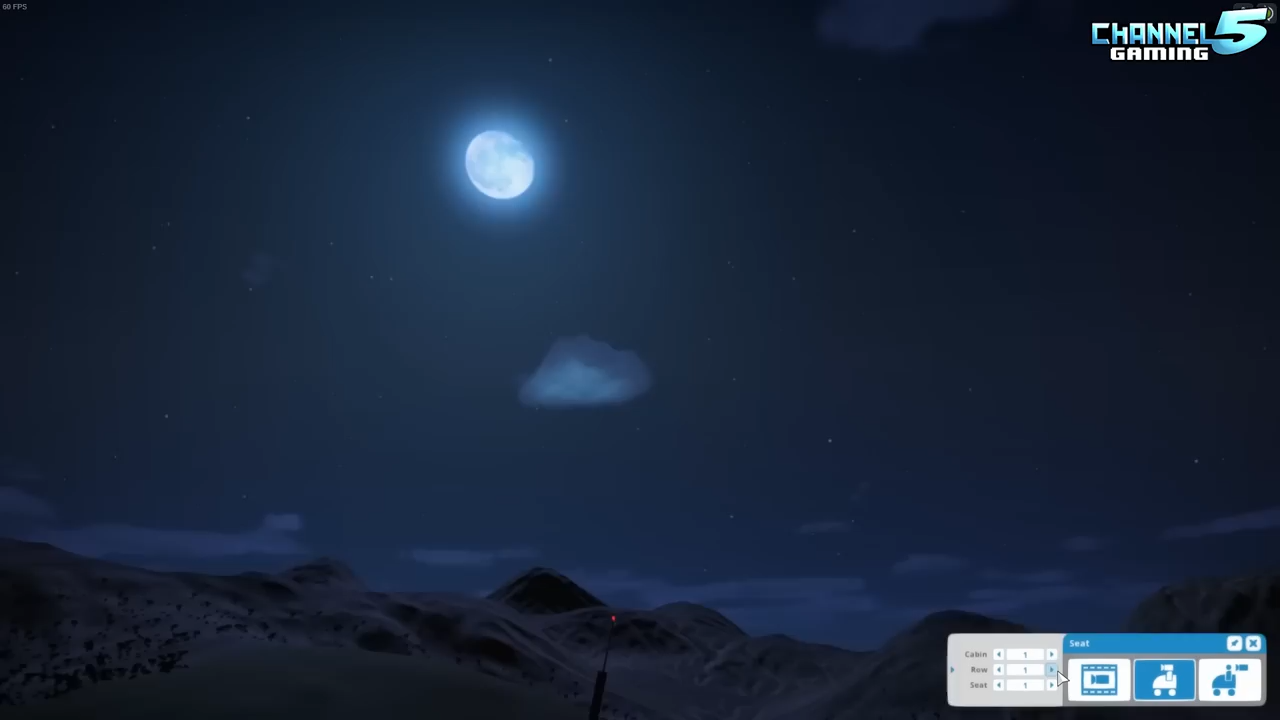 60 FPS
CHANNEL 5
GAMING
Seat
Cabin 1
Row 1
Seat 1